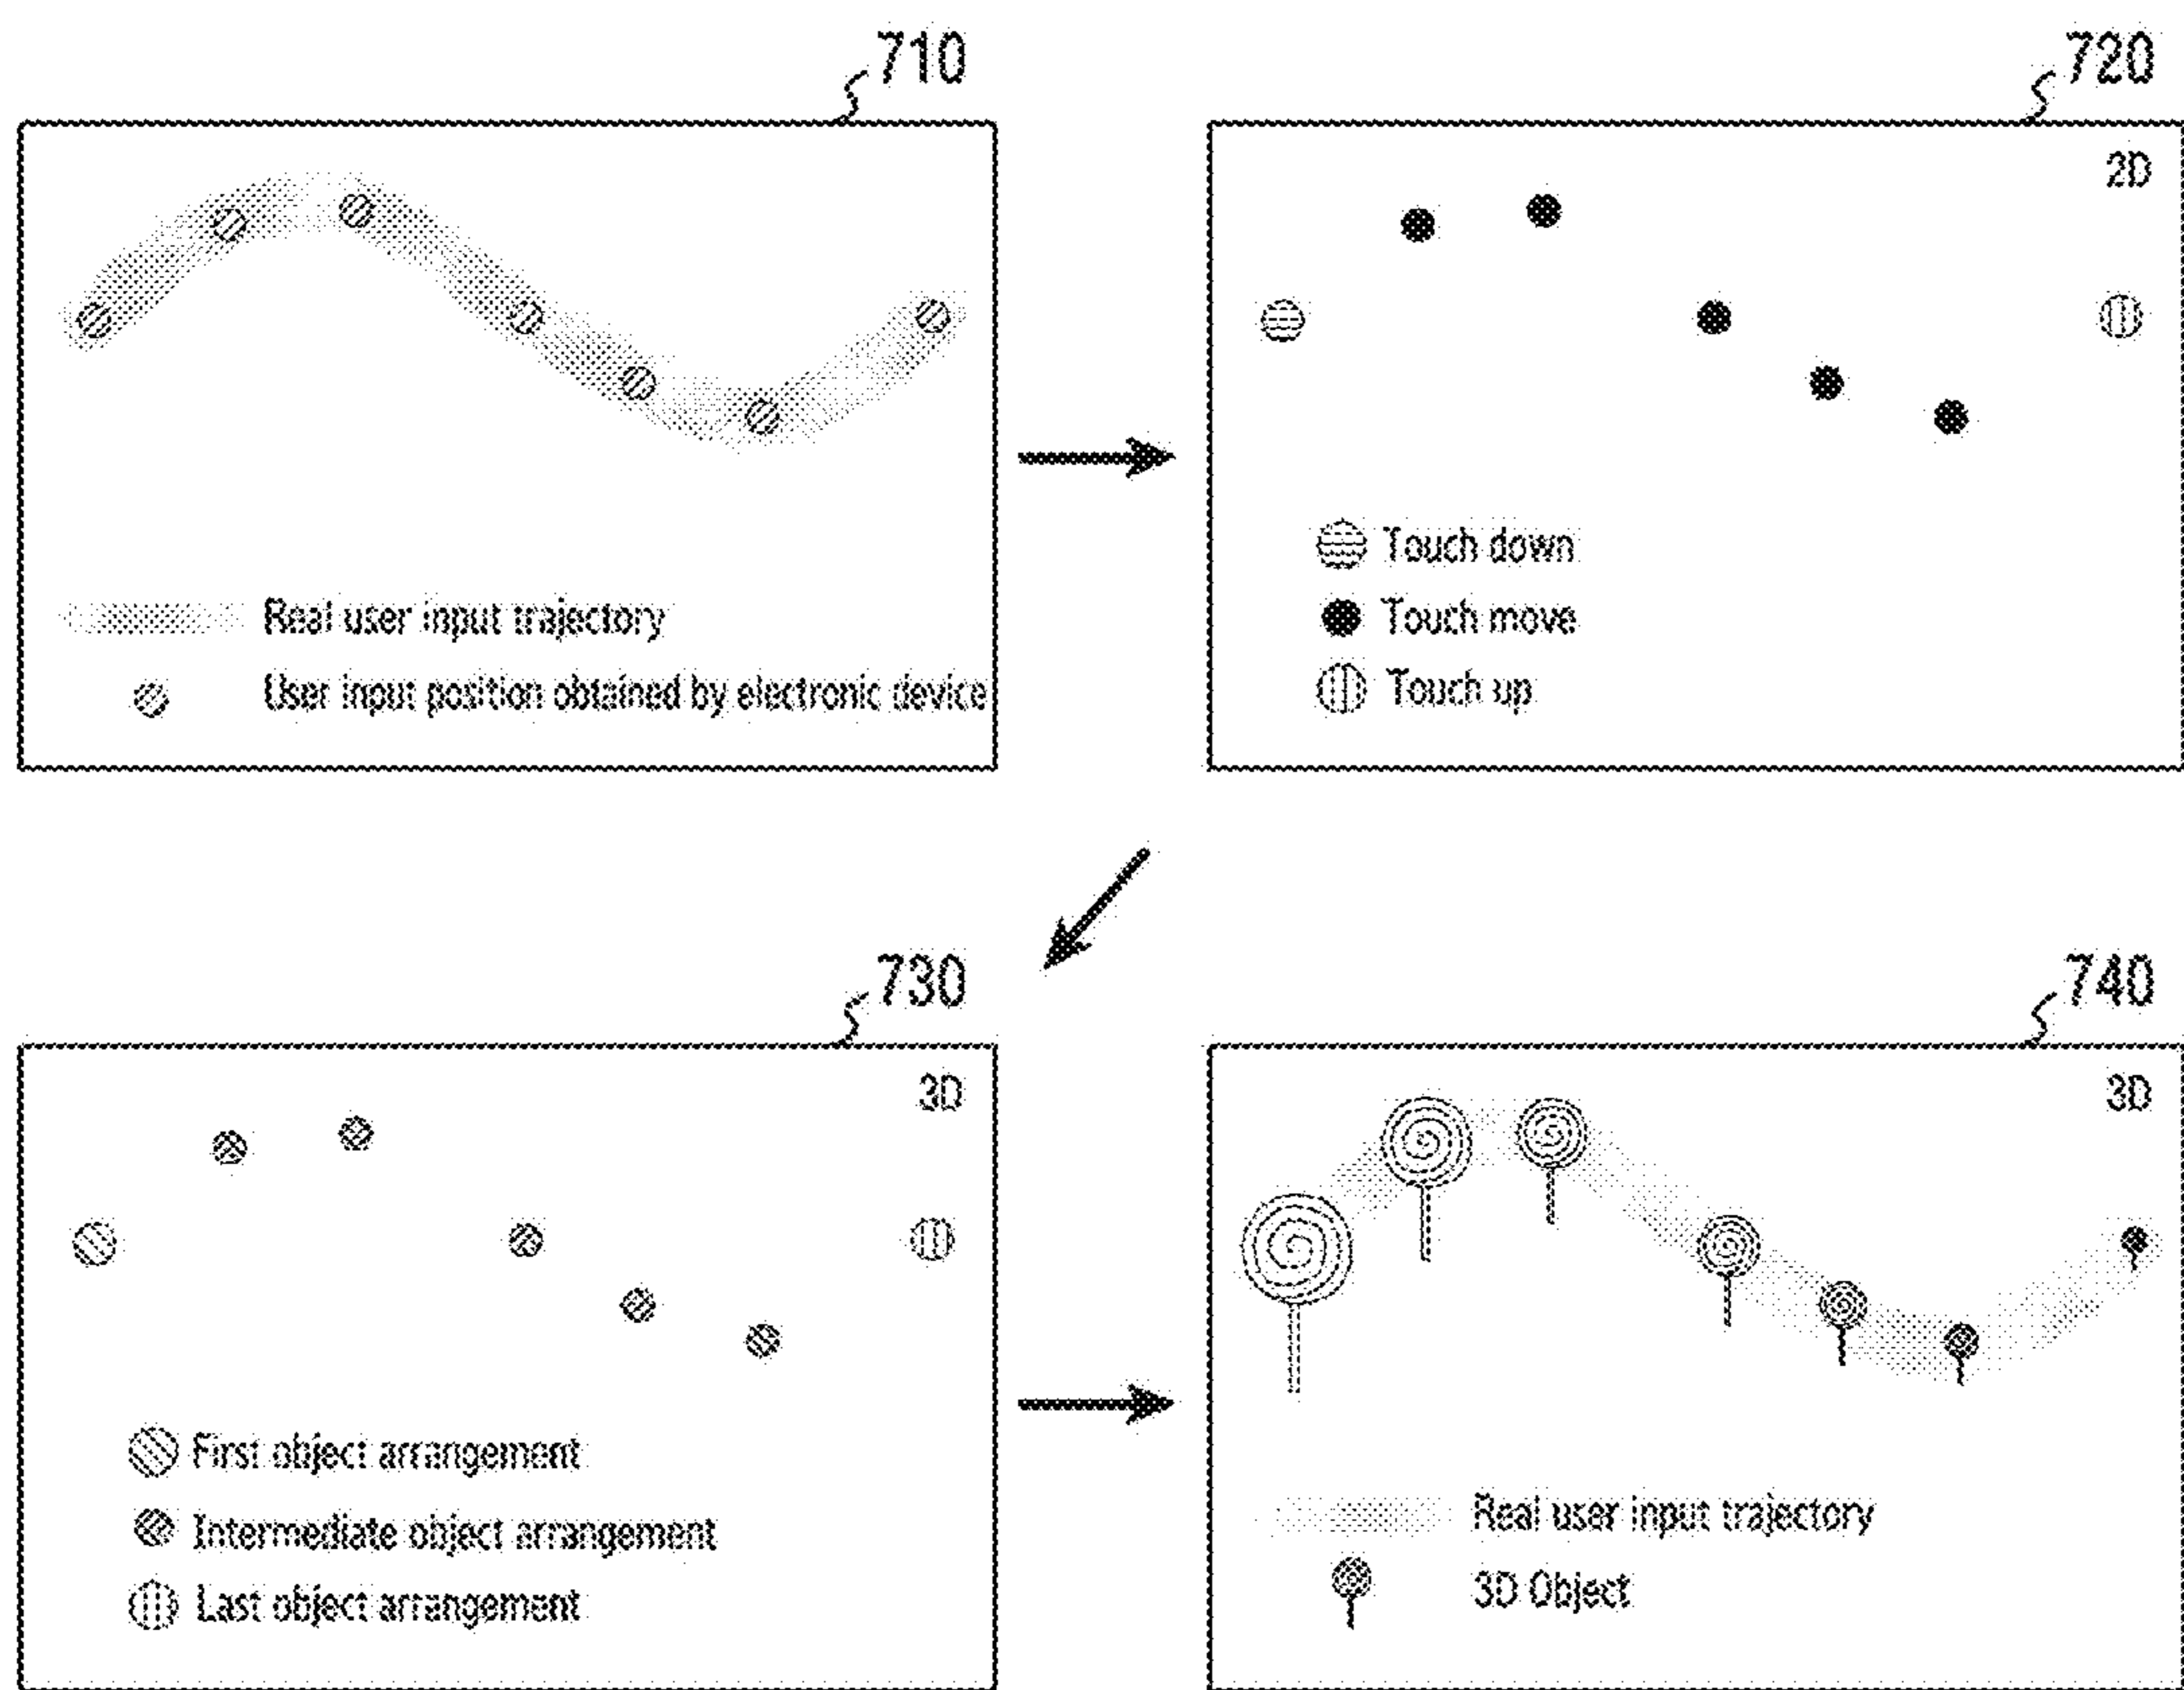 710
Real user input trajectory
User input position obtained by electronic device
720
2D
Touch down
Touch move
Touch up
730
3D
First object arrangement
Intermediate object arrangement
Last object arrangement
740
3D
Real user input trajectory
3D Object